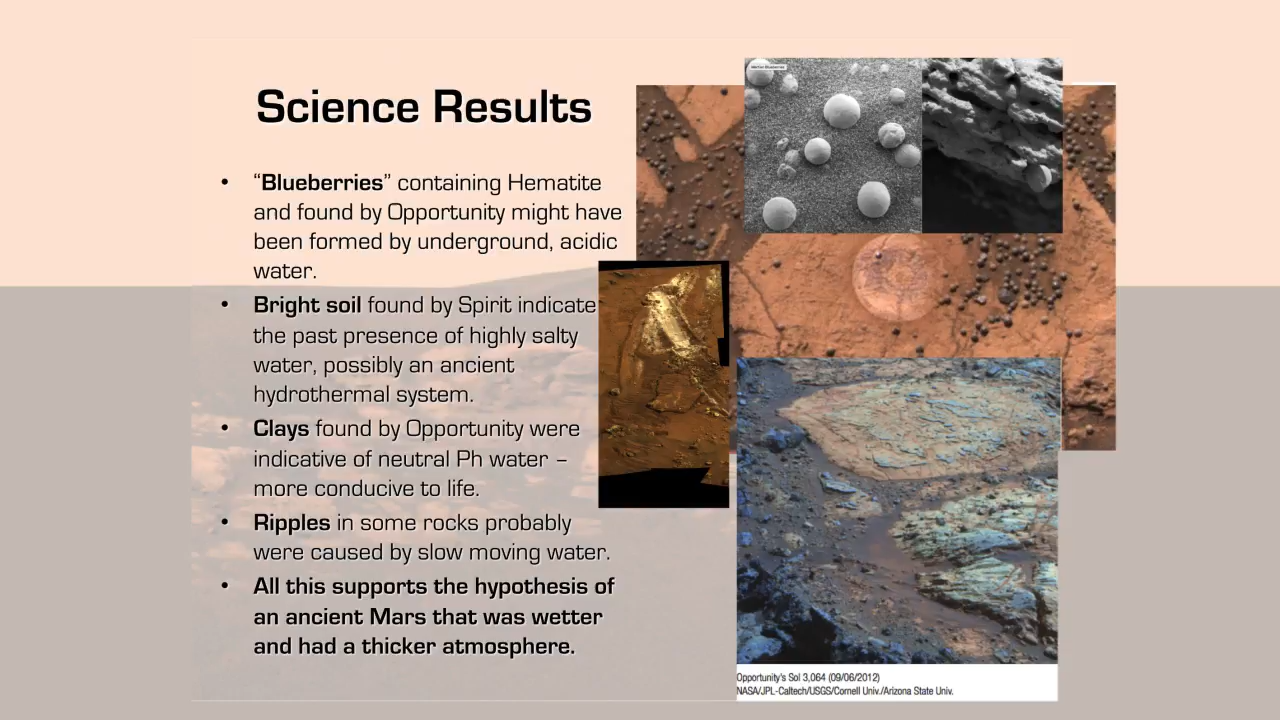 Science Results
• “Blueberries” containing Hematite
and found by Opportunity might have
been formed by underground, acidic
water.
• Bright soil found by Spirit indicate
the past presence of highly salty
water, possibly an ancient
hydrothermal system.
• Clays found by Opportunity were
indicative of neutral Ph water –
more conducive to life.
• Ripples in some rocks probably
were caused by slow moving water.
• All this supports the hypothesis of
an ancient Mars that was wetter
and had a thicker atmosphere.
Martian Blueberries
Opportunity's Sol 3,064 (09/06/2012)
NASA/JPL-Caltech/USGS/Cornell Univ./Arizona State Univ.